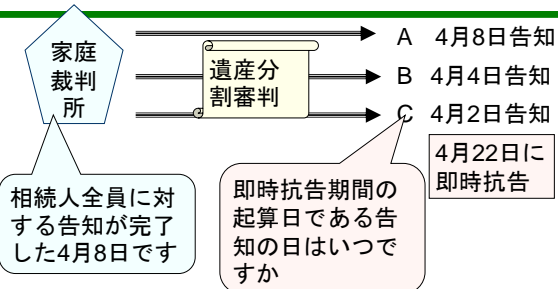 家庭
裁判
所
遺産分
割審判
A 4月8日告知
B 4月4日告知
C 4月2日告知
4月22日に
即時抗告
相続人全員に対
する告知が完了
した4月8日です
即時抗告期間の
起算日である告
知の日はいつで
すか